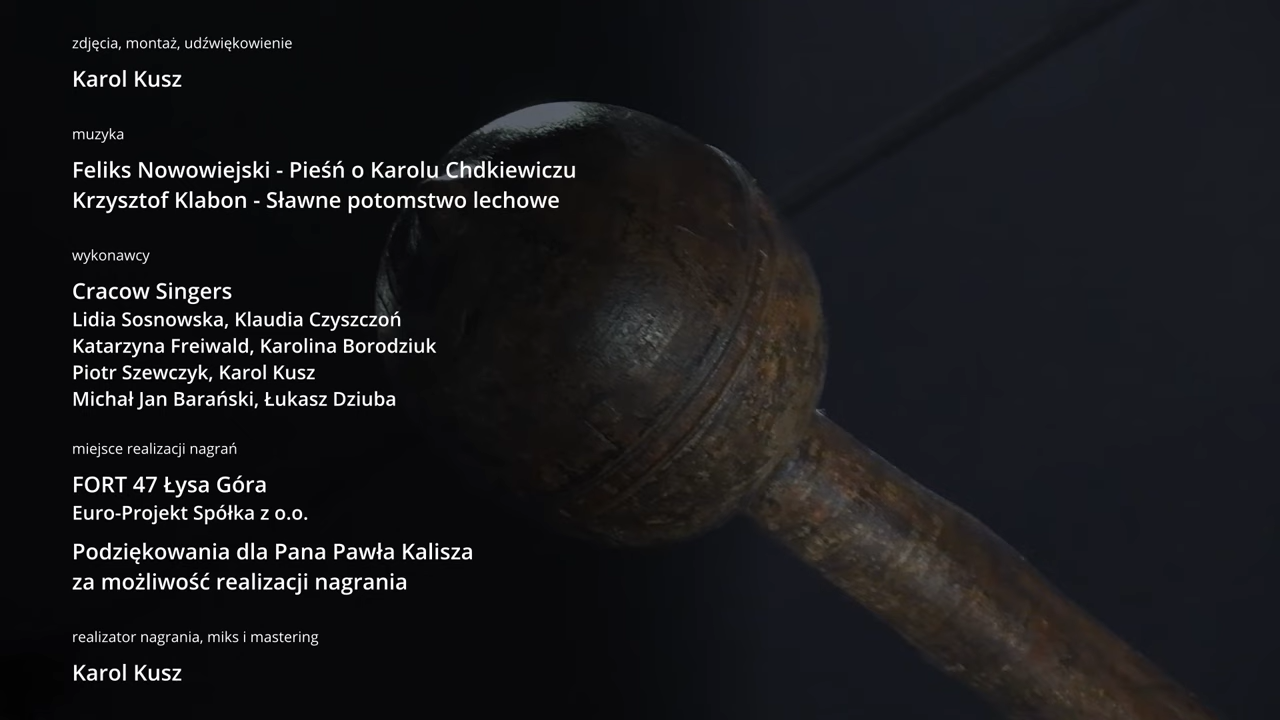 zdjęcia, montaż, udźwiękowienie
Karol Kusz
muzyka
Feliks Nowowiejski - Pieśń o Karolu Chdkiewiczu
Krzysztof Klabon - Sławne potomstwo lechowe
wykonawcy
Cracow Singers
Lidia Sosnowska, Klaudia Czyszczoń
Katarzyna Freiwald, Karolina Borodziuk
Piotr Szewczyk, Karol Kusz
Michał Jan Barański, Łukasz Dziuba
miejsce realizacji nagrań
FORT 47 Łysa Góra
Euro-Projekt Spółka z o.o.
Podziękowania dla Pana Pawła Kalisza
za możliwość realizacji nagrania
realizator nagrania, miks i mastering
Karol Kusz